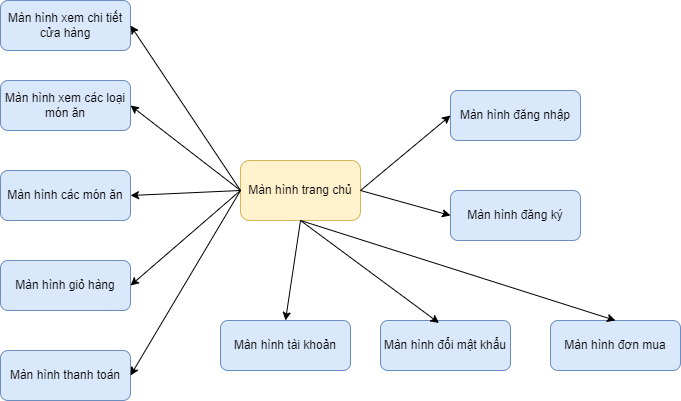 Màn hình xem chi tiết
cửa hàng
Màn hình xem các loại
món ăn
Màn hình các món ăn
Màn hình giỏ hàng
Màn hình thanh toán
Màn hình trang chủ
Màn hình đăng nhập
Màn hình đăng ký
Màn hình tài khoản
Màn hình đổi mật khẩu
Màn hình đơn mua